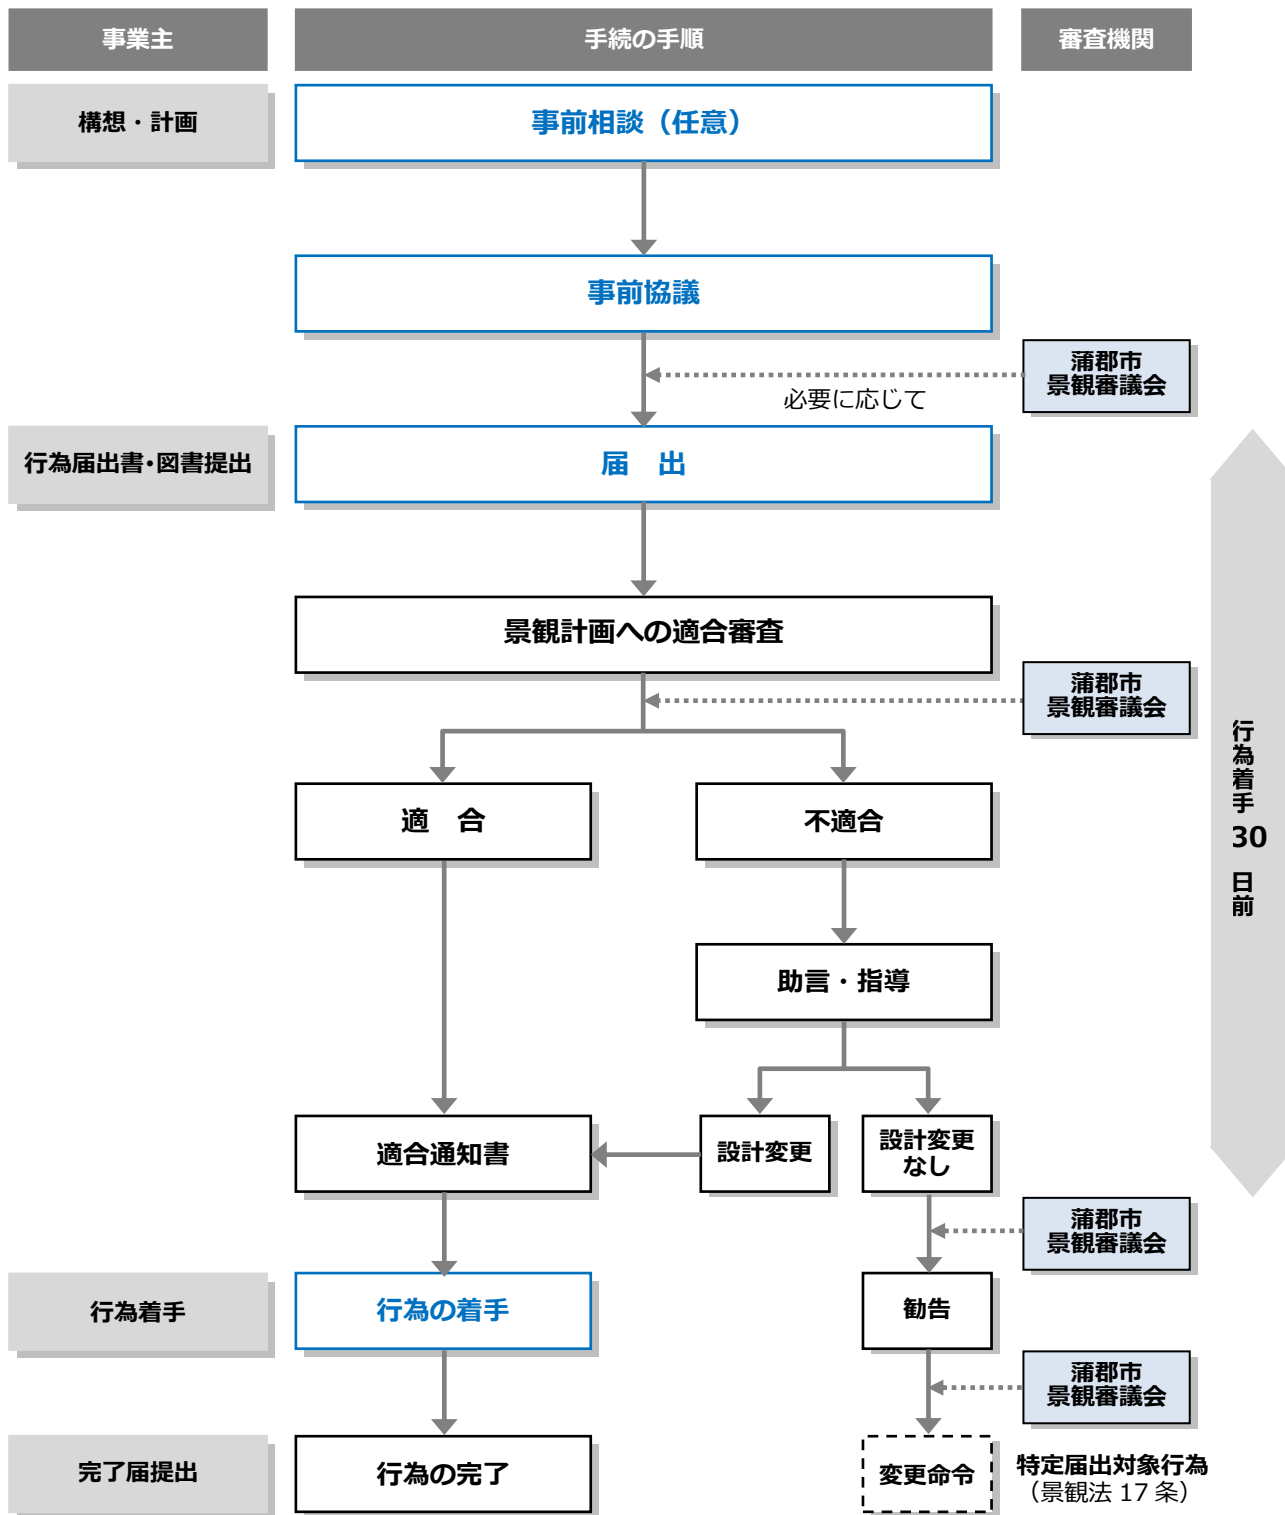 事業主
手続の手順
審査機関
構想・計画
事前相談（任意）
事前協議
蒲郡市
景観審議会
必要に応じて
行為届出書・図書提出
届　出
景観計画への適合審査
蒲郡市
景観審議会
行為着手 30 日前
適　合
不適合
助言・指導
適合通知書
設計変更
設計変更
なし
蒲郡市
景観審議会
行為着手
行為の着手
勧告
蒲郡市
景観審議会
完了届提出
行為の完了
変更命令
特定届出対象行為
（景観法 17 条）